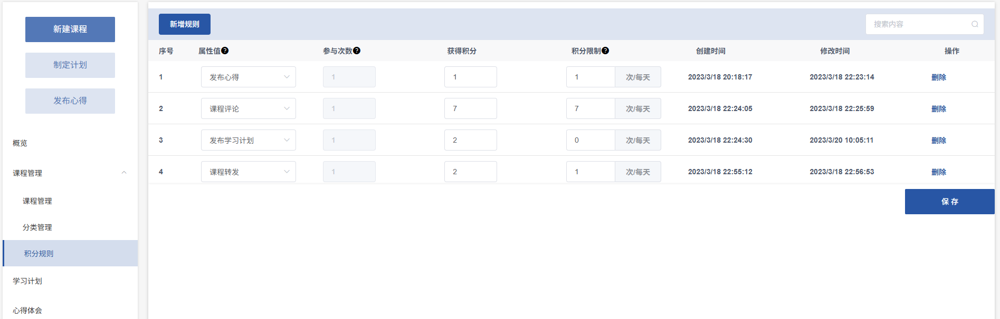 新建课程
制定计划
发布心得
概览
课程管理
课程管理
分类管理
积分规则
学习计划
心得体会
新增规则 搜索内容
序号 属性值? 参与次数? 获得积分 积分限制? 创建时间 修改时间 操作
1 发布心得 1 1 1 次/每天 2023/3/18 20:18:17 2023/3/18 22:23:14 删除
2 课程评论 1 7 7 次/每天 2023/3/18 22:24:05 2023/3/18 22:25:59 删除
3 发布学习计划 1 2 0 次/每天 2023/3/18 22:24:30 2023/3/20 10:05:11 删除
4 课程转发 1 2 1 次/每天 2023/3/18 22:55:12 2023/3/18 22:56:53 删除
保 存